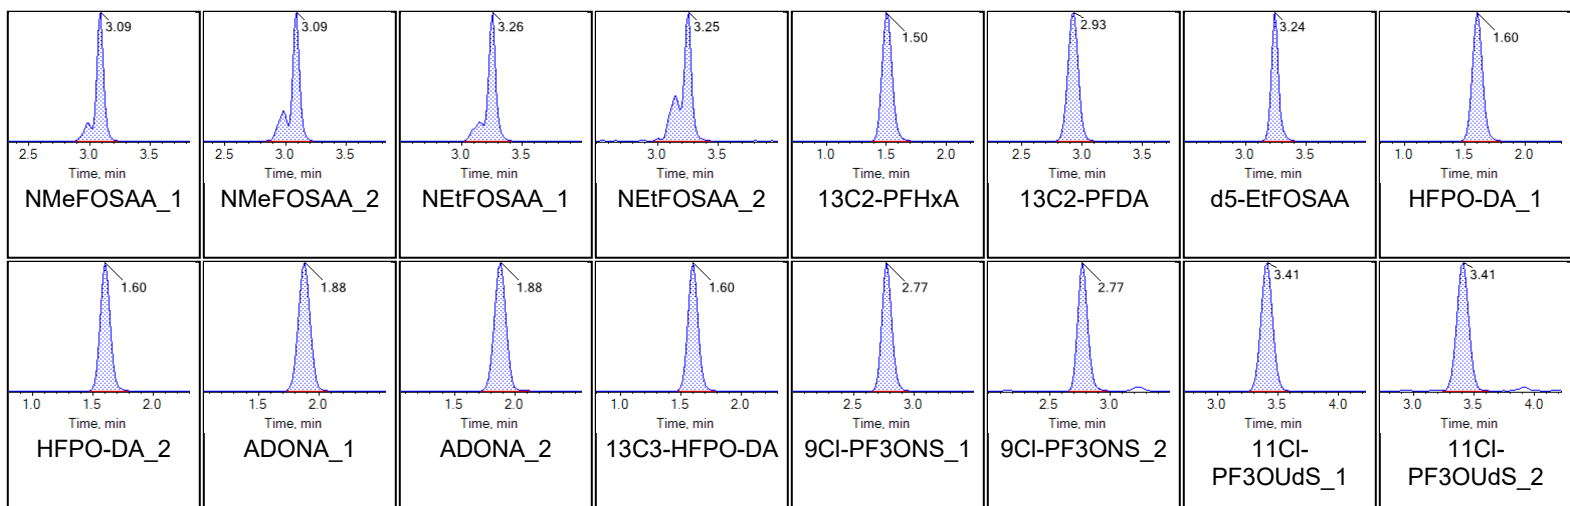 3.09
2.5 3.0 3.5
Time, min
NMeFOSAA_1
3.09
2.5 3.0 3.5
Time, min
NMeFOSAA_2
3.26
3.0 3.5
Time, min
NEtFOSAA_1
3.25
3.0 3.5
Time, min
NEtFOSAA_2
1.50
1.0 1.5 2.0
Time, min
13C2-PFHxA
2.93
2.5 3.0 3.5
Time, min
13C2-PFDA
3.24
3.0 3.5
Time, min
d5-EtFOSAA
1.60
1.0 1.5 2.0
Time, min
HFPO-DA_1
1.60
1.0 1.5 2.0
Time, min
HFPO-DA_2
1.88
1.5 2.0
Time, min
ADONA_1
1.88
1.5 2.0
Time, min
ADONA_2
1.60
1.0 1.5 2.0
Time, min
13C3-HFPO-DA
2.77
2.5 3.0
Time, min
9Cl-PF3ONS_1
2.77
2.5 3.0
Time, min
9Cl-PF3ONS_2
3.41
3.0 3.5 4.0
Time, min
11Cl-
PF3OUdS_1
3.41
3.0 3.5 4.0
Time, min
11Cl-
PF3OUdS_2